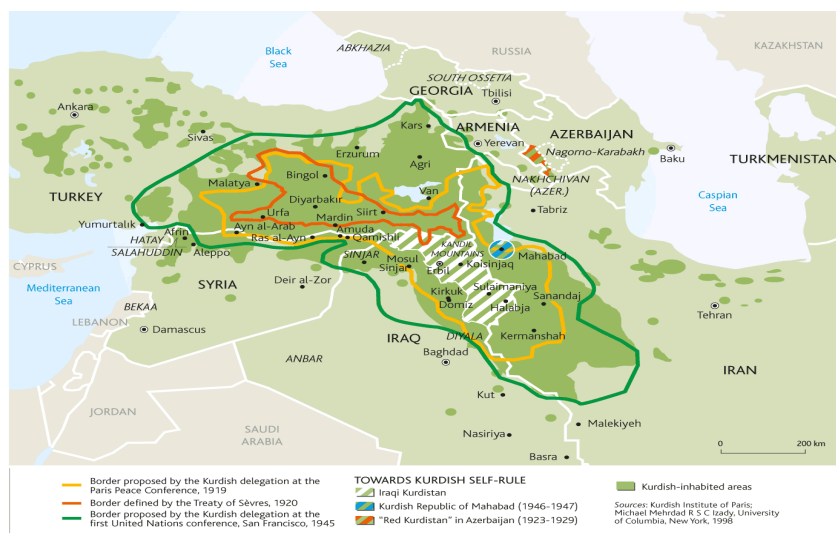 ABKHAZIA
RUSSIA
KAZAKHSTAN
Black
Sea
SOUTH OSSETIA
Tbilisi
GEORGIA
Ankara
Sivas
Kars
ARMENIA
AZERBAIJAN
Yerevan
Nagorno-Karabakh
Baku
TURKMENISTAN
Erzurum
Agri
NAKHCHIVAN
(AZER.)
Caspian
Sea
TURKEY
Malatya
Bingol
Van
Tabriz
Diyarbakir
Urfa
Mardin
Siirt
Yumurtalık
Afrin
Ayn al-Arab
Amuda
Ras al-Ayn
Qamishli
HATAY
SALAHUDDIN
Aleppo
KANDIL
MOUNTAINS
Mahabad
CYPRUS
SINJAR
Mosul
Sinjar
Erbil
Koisinjaq
Mediterranean
Sea
SYRIA
Deir al-Zor
Kirkuk
Domiz
Sulaimaniya
Halabja
Sanandaj
BEKAA
LEBANON
Damascus
Tehran
IRAQ
DIYALA
Kermanshah
ANBAR
Baghdad
IRAN
Kut
JORDAN
SAUDI
ARABIA
Nasiriya
Malekiyeh
Basra
0 200 km
Border proposed by the Kurdish delegation at the
Paris Peace Conference, 1919
Border defined by the Treaty of Sèvres, 1920
Border proposed by the Kurdish delegation at the
first United Nations conference, San Francisco, 1945
TOWARDS KURDISH SELF-RULE
Iraqi Kurdistan
Kurdish Republic of Mahabad (1946-1947)
"Red Kurdistan" in Azerbaijan (1923-1929)
Kurdish-inhabited areas
Sources: Kurdish Institute of Paris;
Michael Mehrdad R S C Izady, University
of Columbia, New York, 1998